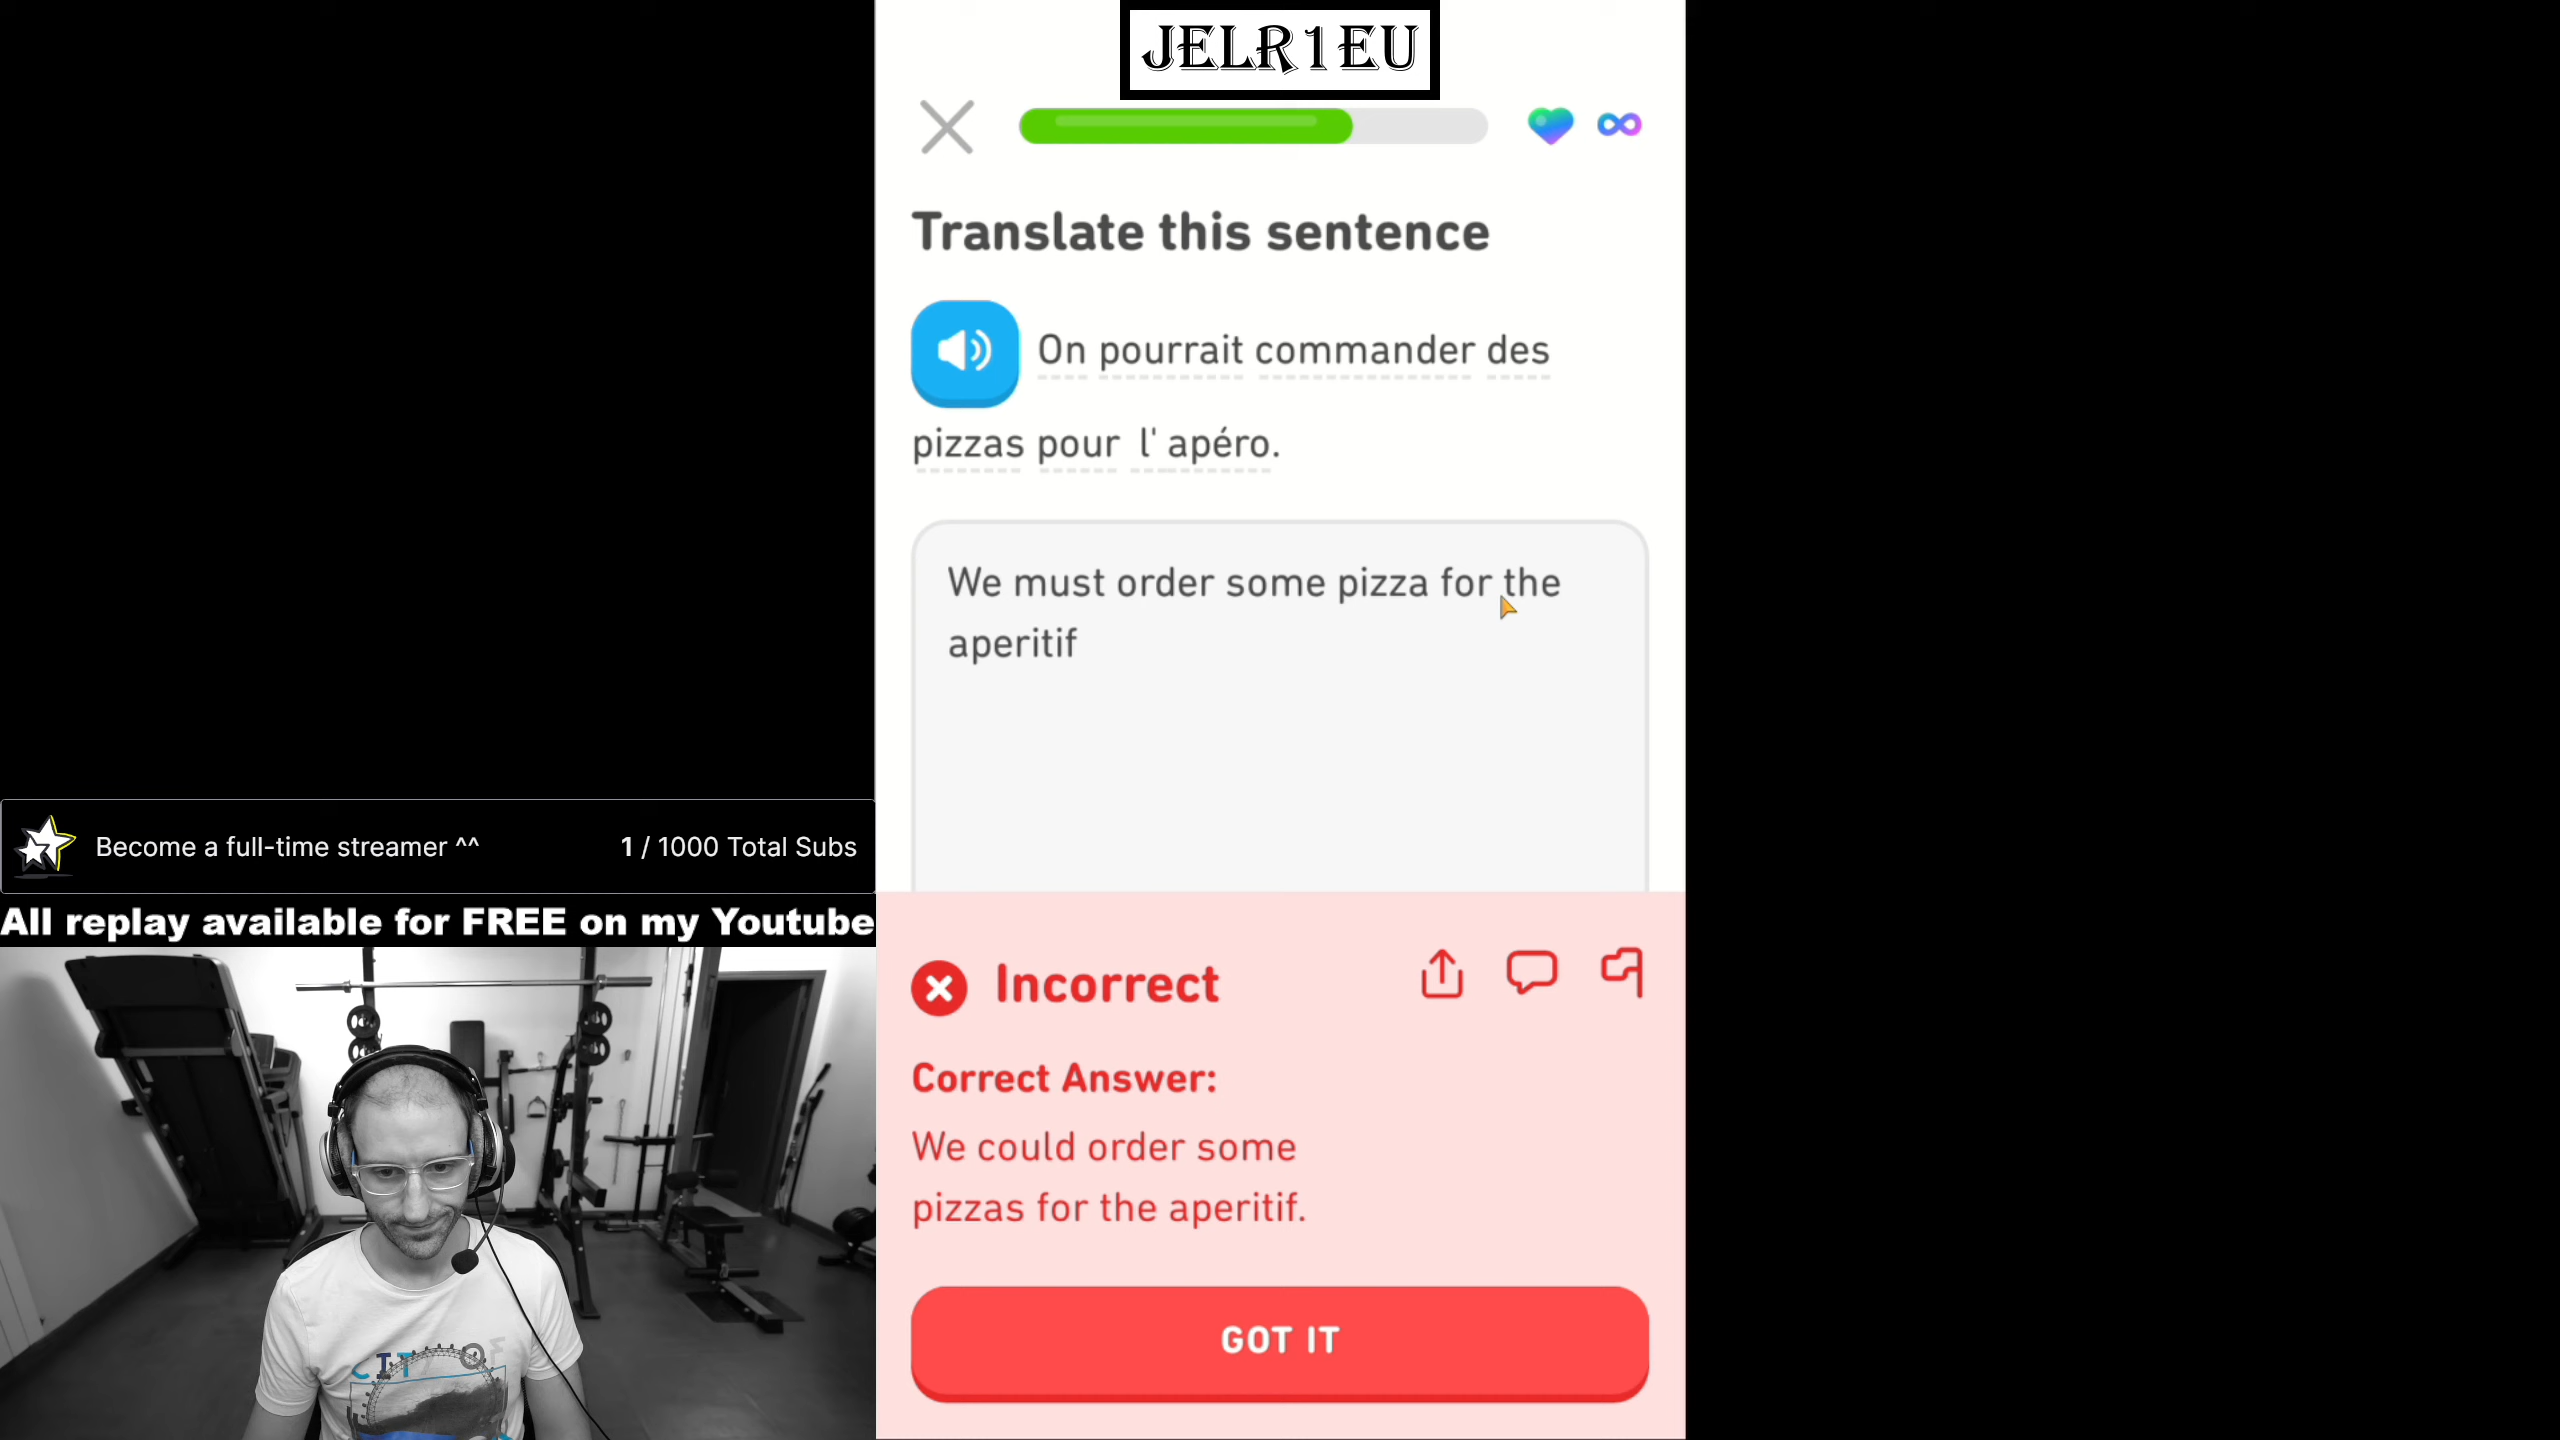 JELR1EU
Translate this sentence
On pourrait commander des
pizzas pour l'apéro.
We must order some pizza for the
aperitif
Become a full-time streamer ^^ 1 / 1000 Total Subs
All replay available for FREE on my Youtube
Incorrect
Correct Answer:
We could order some
pizzas for the aperitif.
GOT IT